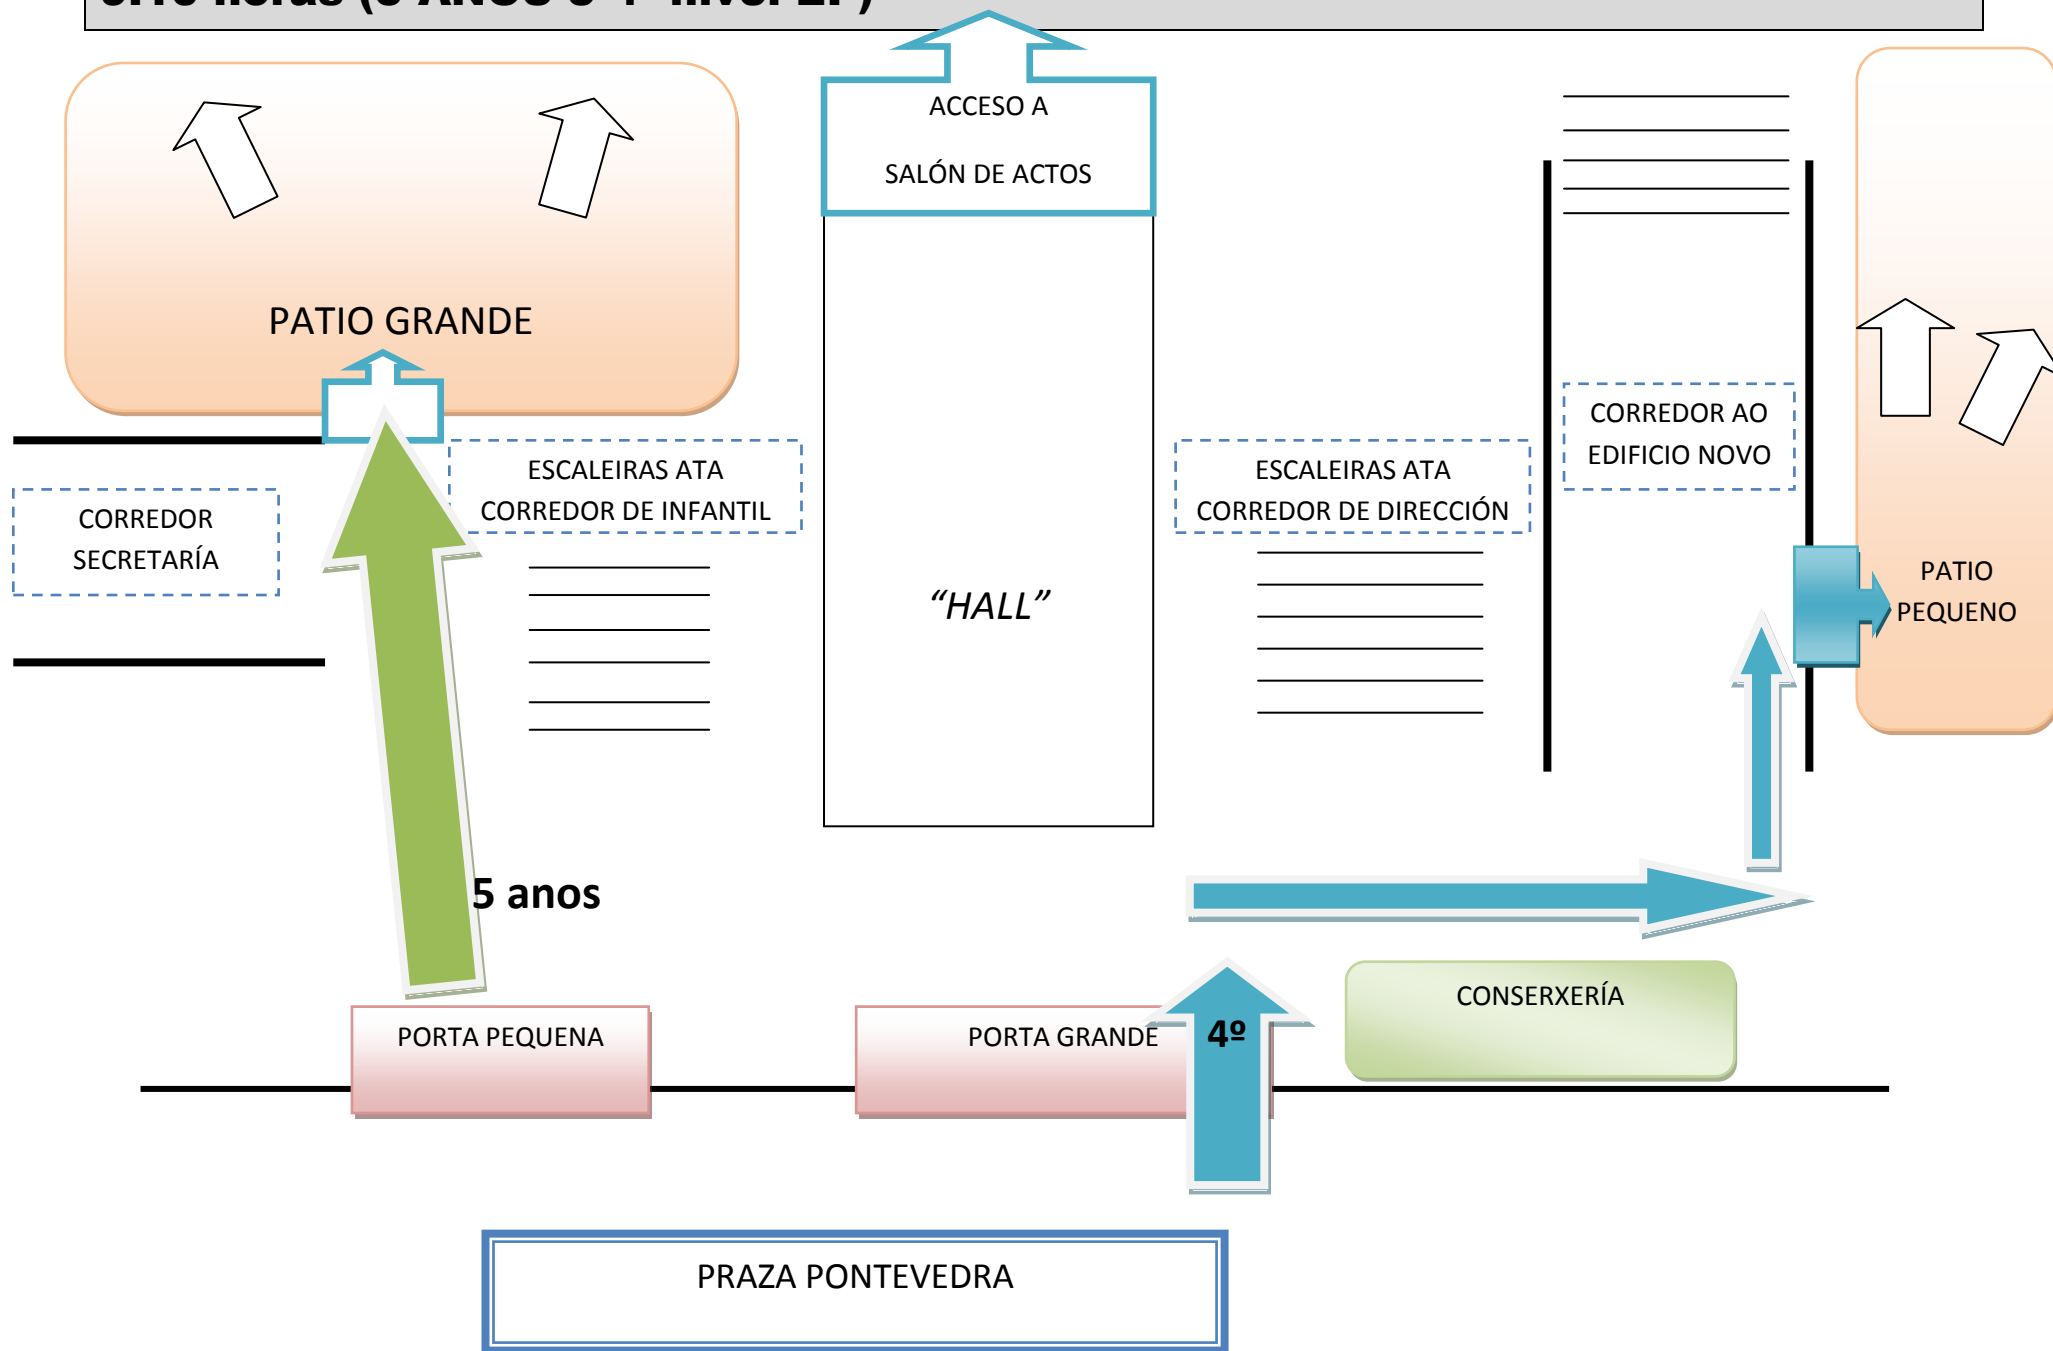 ACCESO A
SALÓN DE ACTOS
PATIO GRANDE
CORREDOR AO
EDIFICIO NOVO
ESCALEIRAS ATA
CORREDOR DE INFANTIL
ESCALEIRAS ATA
CORREDOR DE DIRECCIÓN
CORREDOR
SECRETARÍA
“HALL”
PATIO
PEQUENO
5 anos
CONSERXERÍA
PORTA PEQUENA
PORTA GRANDE
4º
PRAZA PONTEVEDRA